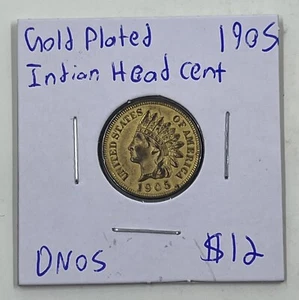 Gold Plated 1905
Indian Head Cent
UNITED STATES OF AMERICA
1905
DNOS $12